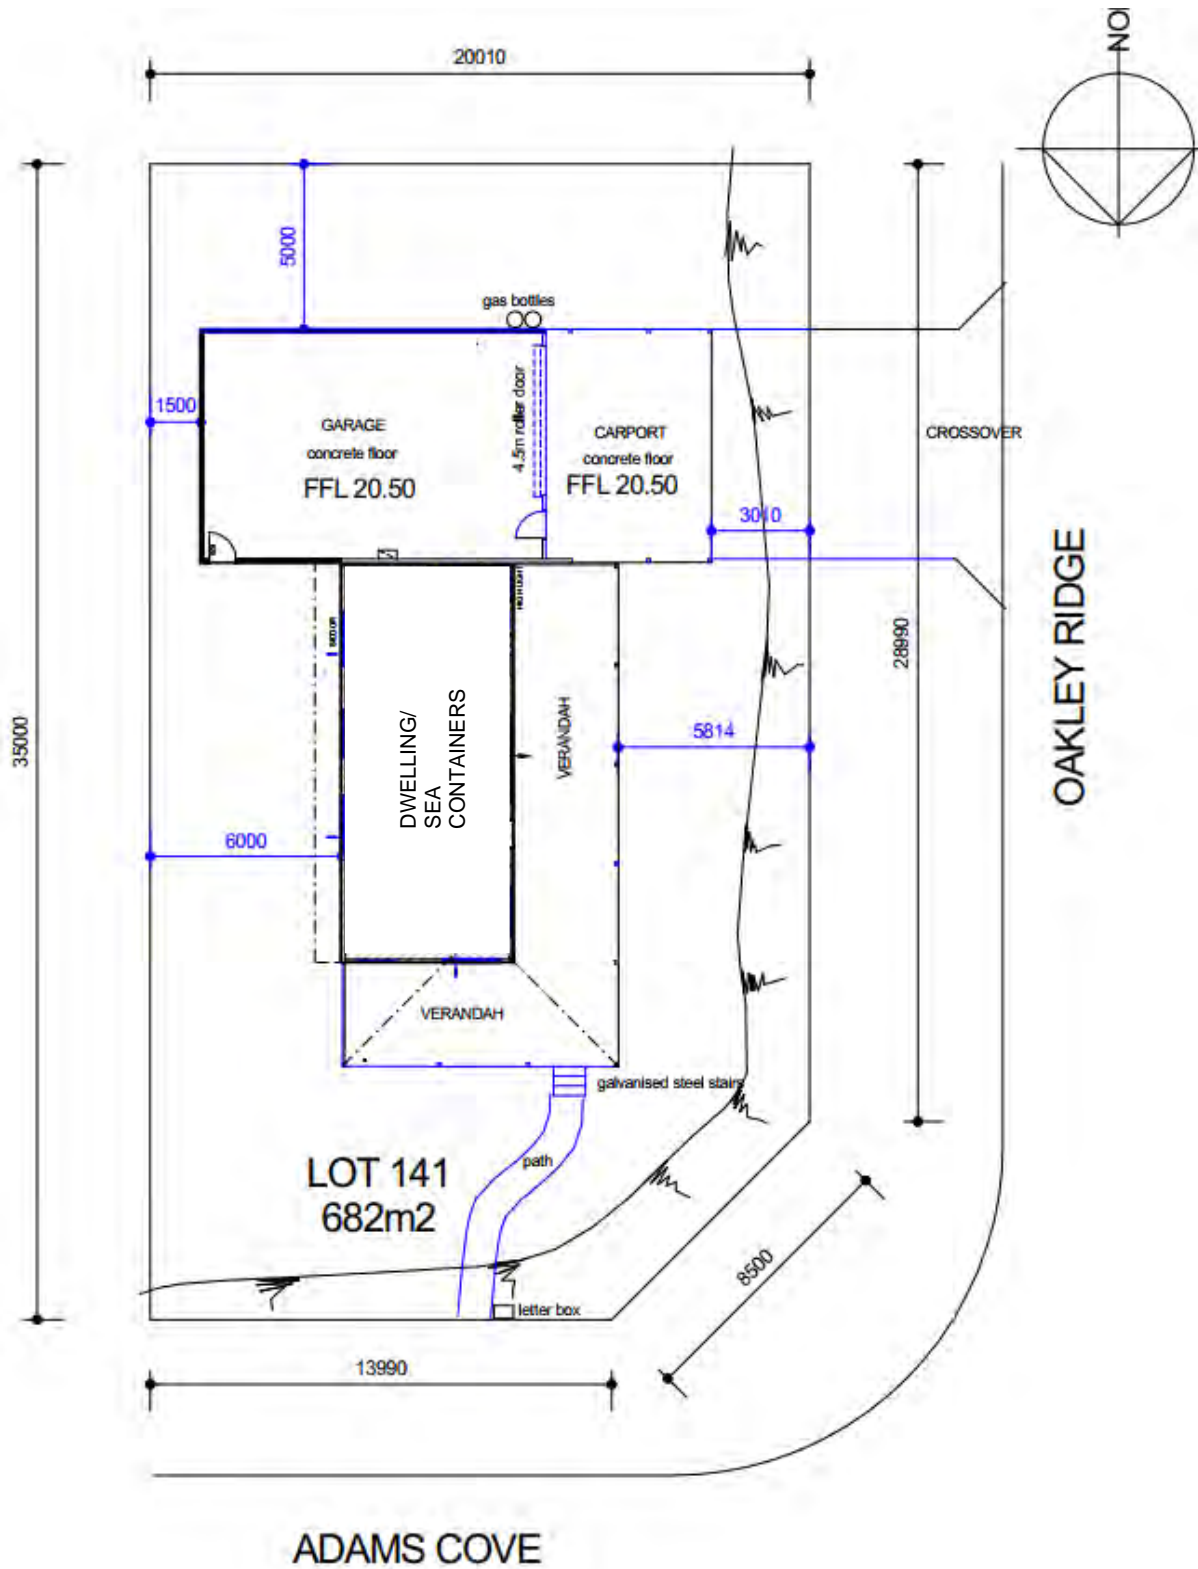 NO
20010
5000
gas bottles
1500
GARAGE
concrete floor
FFL 20.50
4.5m roller door
CARPORT
concrete floor
FFL 20.50
CROSSOVER
3010
HIGHLIGHT
OAKLEY RIDGE
28990
35000
DWELLING/
SEA
CONTAINERS
VERANDAH
5814
6000
VERANDAH
galvanised steel stairs
path
LOT 141
682m2
8500
letter box
13990
ADAMS COVE